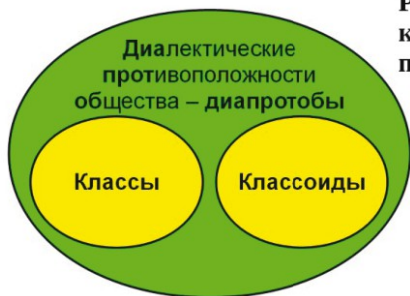 Диалектические
противоположности
общества – диапротобы
Классы
Классоиды